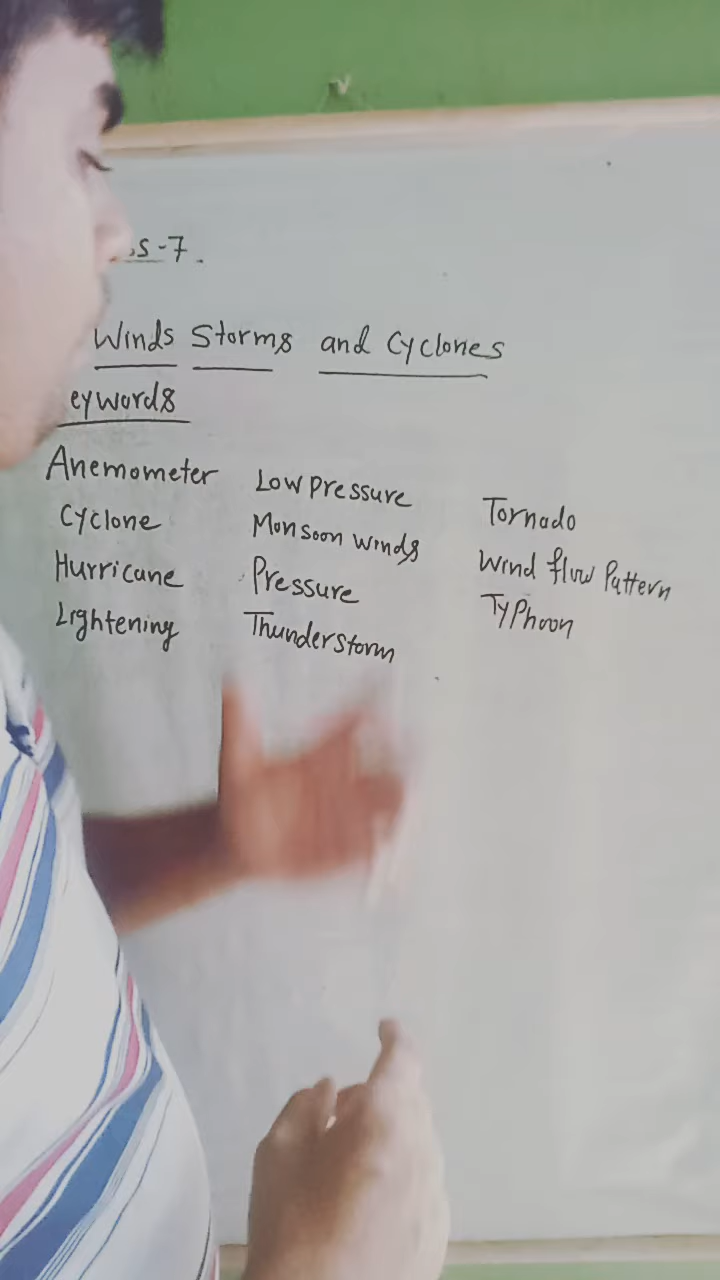 s-7.
Winds Storms and Cyclones
eywords
Anemometer
Cyclone
Hurricane
Lightening
Low pressure
Monsoon winds
Pressure
Thunderstorm
Tornado
Wind flow Pattern
Typhoon